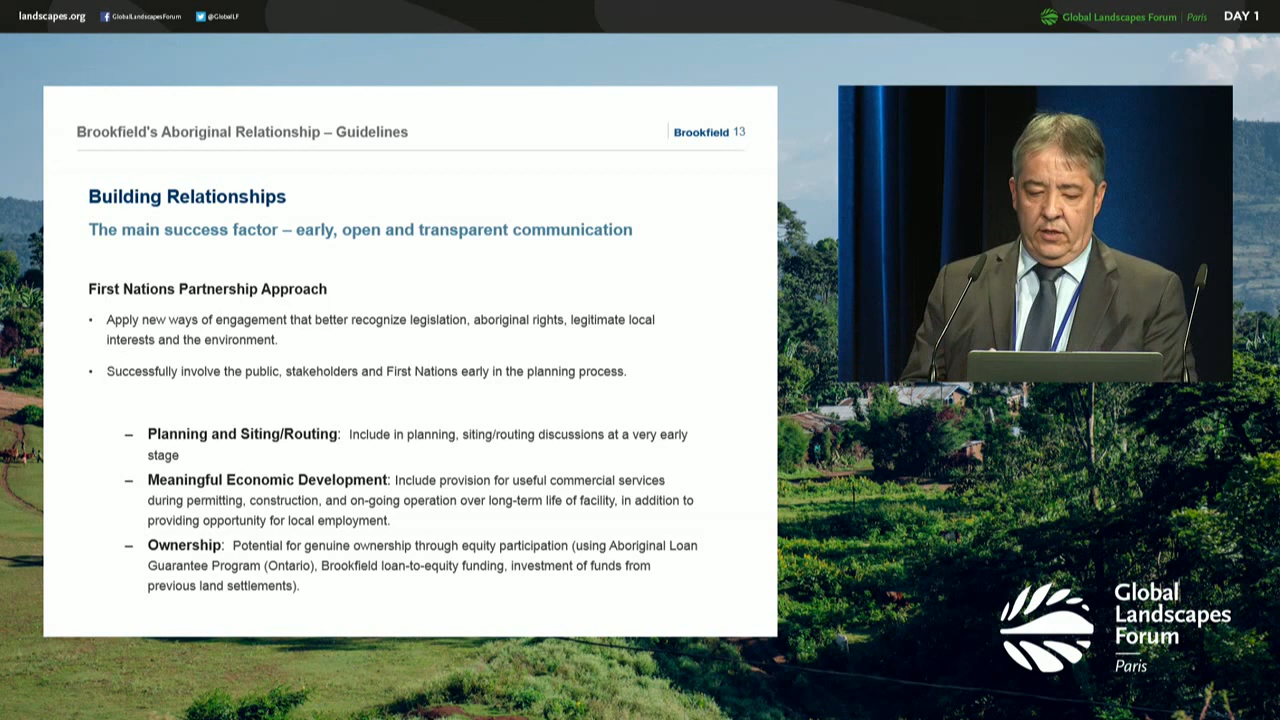 landscapes.org GlobalLandscapesForum @GlobalLF Global Landscapes Forum | Paris DAY 1
Brookfield's Aboriginal Relationship – Guidelines Brookfield 13
Building Relationships
The main success factor – early, open and transparent communication
First Nations Partnership Approach
• Apply new ways of engagement that better recognize legislation, aboriginal rights, legitimate local
interests and the environment.
• Successfully involve the public, stakeholders and First Nations early in the planning process.
– Planning and Siting/Routing: Include in planning, siting/routing discussions at a very early
stage
– Meaningful Economic Development: Include provision for useful commercial services
during permitting, construction, and on-going operation over long-term life of facility, in addition to
providing opportunity for local employment.
– Ownership: Potential for genuine ownership through equity participation (using Aboriginal Loan
Guarantee Program (Ontario), Brookfield loan-to-equity funding, investment of funds from
previous land settlements).
Global
Landscapes
Forum
Paris